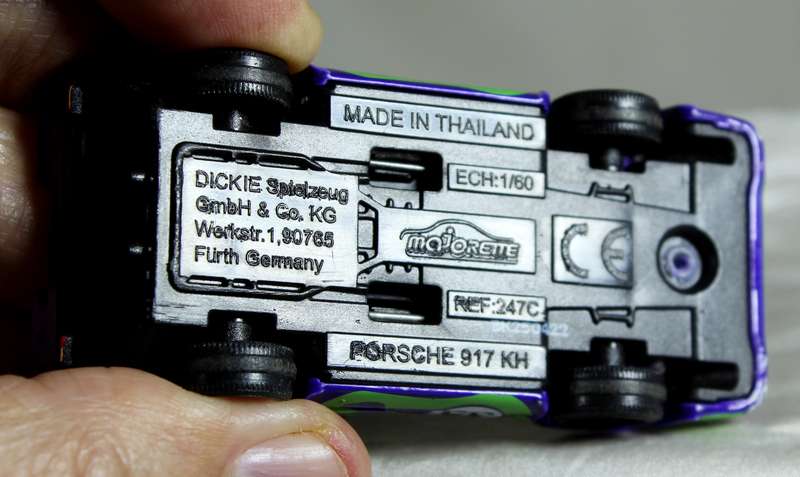 MADE IN THAILAND
DICKIE Spielzeug
GmbH & Co. KG
Werkstr.1,90765
Fürth Germany
ECH:1/60
MAJORETTE
CE
REF:247C
PORSCHE 917 KH